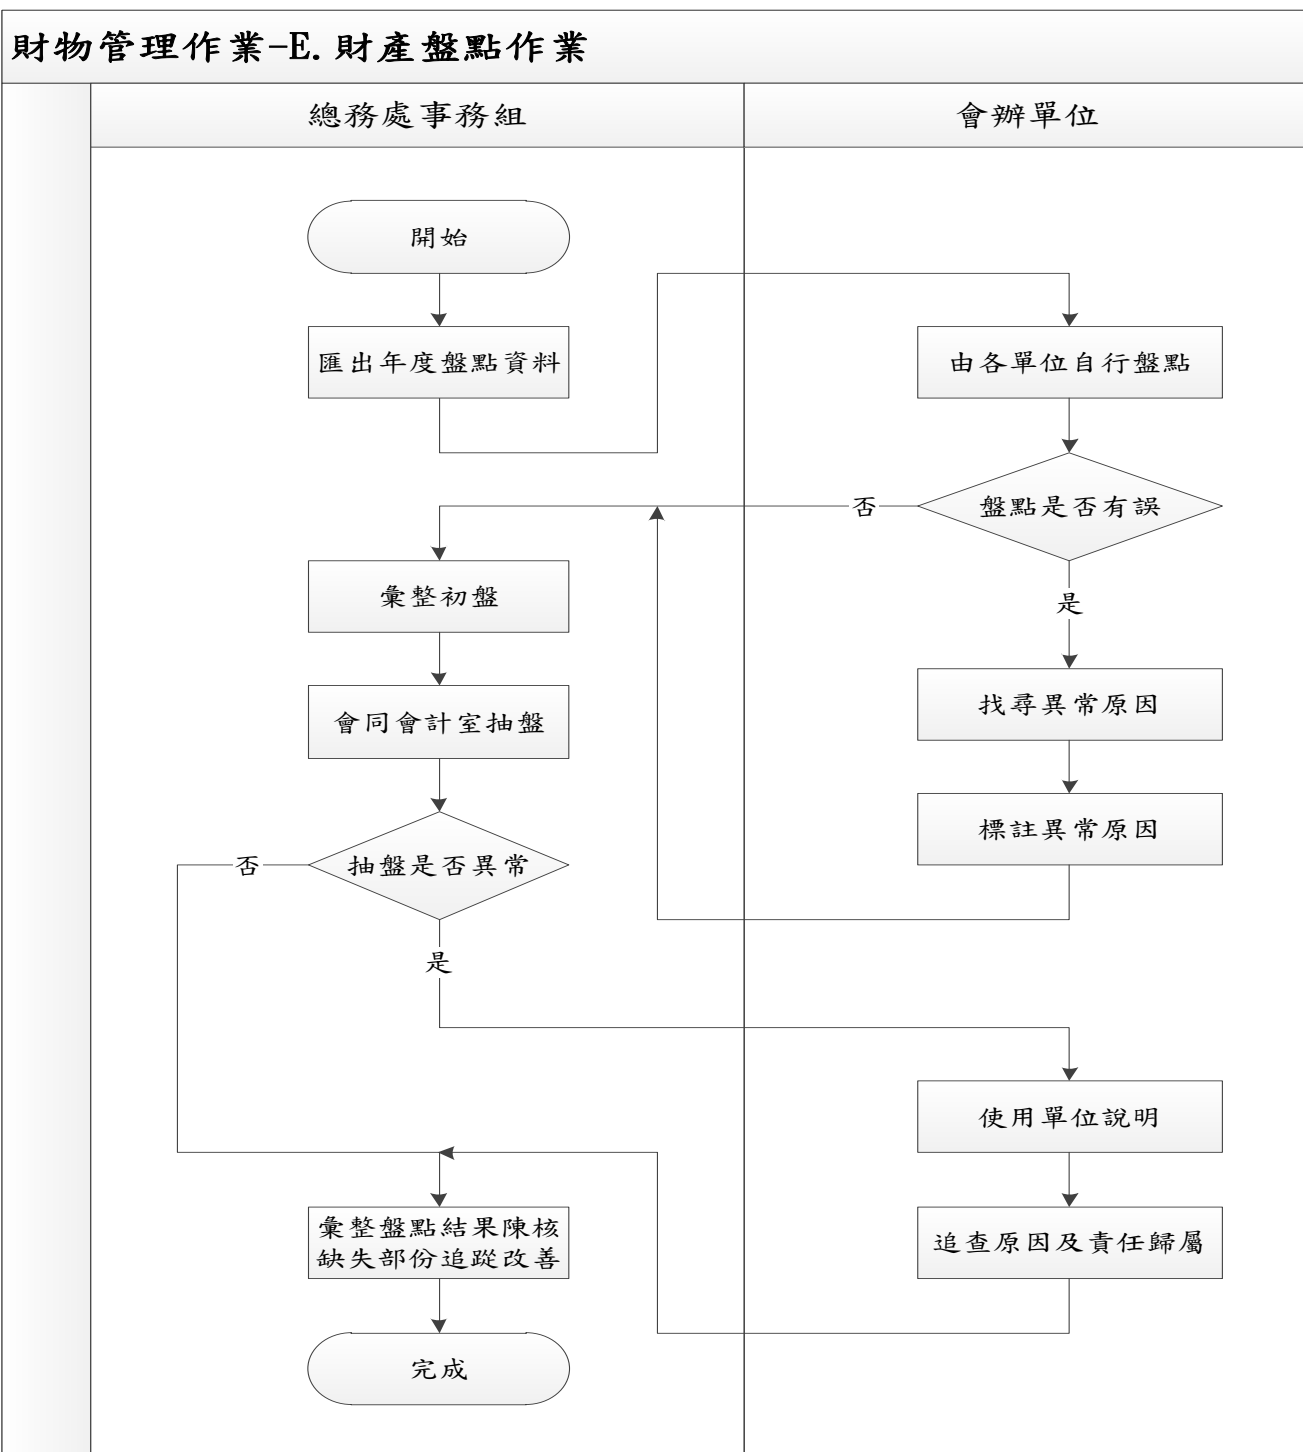 財物管理作業-E.財產盤點作業
總務處事務組
會辦單位
開始
匯出年度盤點資料
由各單位自行盤點
盤點是否有誤
否
是
彙整初盤
找尋異常原因
會同會計室抽盤
標註異常原因
抽盤是否異常
否
是
使用單位說明
追查原因及責任歸屬
彙整盤點結果陳核
缺失部份追蹤改善
完成